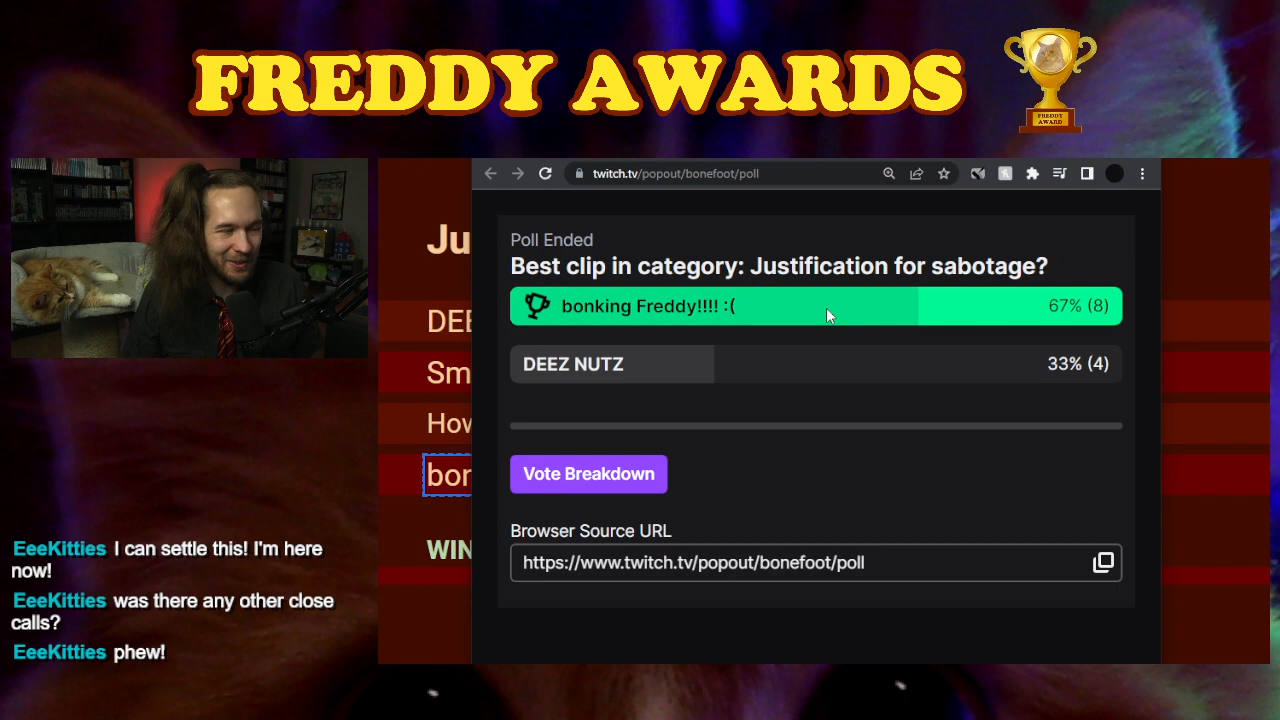 FREDDY AWARDS
FREDDY
AWARD
twitch.tv/popout/bonefoot/poll
Ju
DEE
Sm
How
bon
WIN
Poll Ended
Best clip in category: Justification for sabotage?
bonking Freddy!!!! :( 67% (8)
DEEZ NUTZ 33% (4)
Vote Breakdown
Browser Source URL
https://www.twitch.tv/popout/bonefoot/poll
EeeKitties I can settle this! I'm here
now!
EeeKitties was there any other close
calls?
EeeKitties phew!